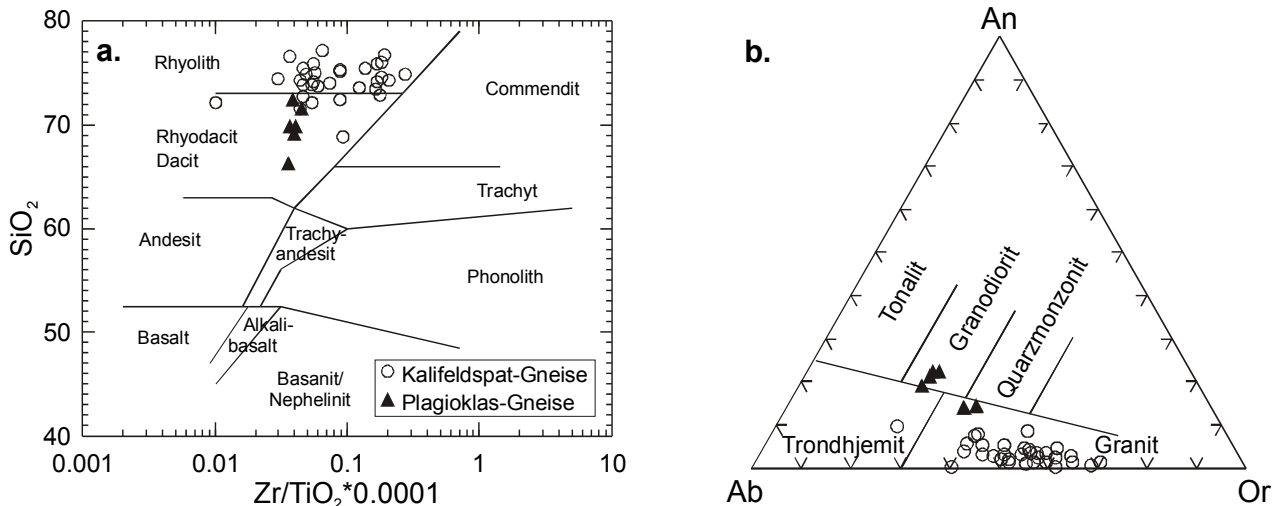 a.
80
70
60
50
40
SiO2
0.001
0.01
0.1
1
10
Zr/TiO2*0.0001
Rhyolith
Commendit
Rhyodacit
Dacit
Trachyt
Andesit
Trachy-
andesit
Phonolith
Basalt
Alkali-
basalt
Basanit/
Nephelinit
Kalifeldspat-Gneise
Plagioklas-Gneise
b.
An
Tonalit
Granodiorit
Quarzmonzonit
Trondhjemit
Granit
Ab
Or